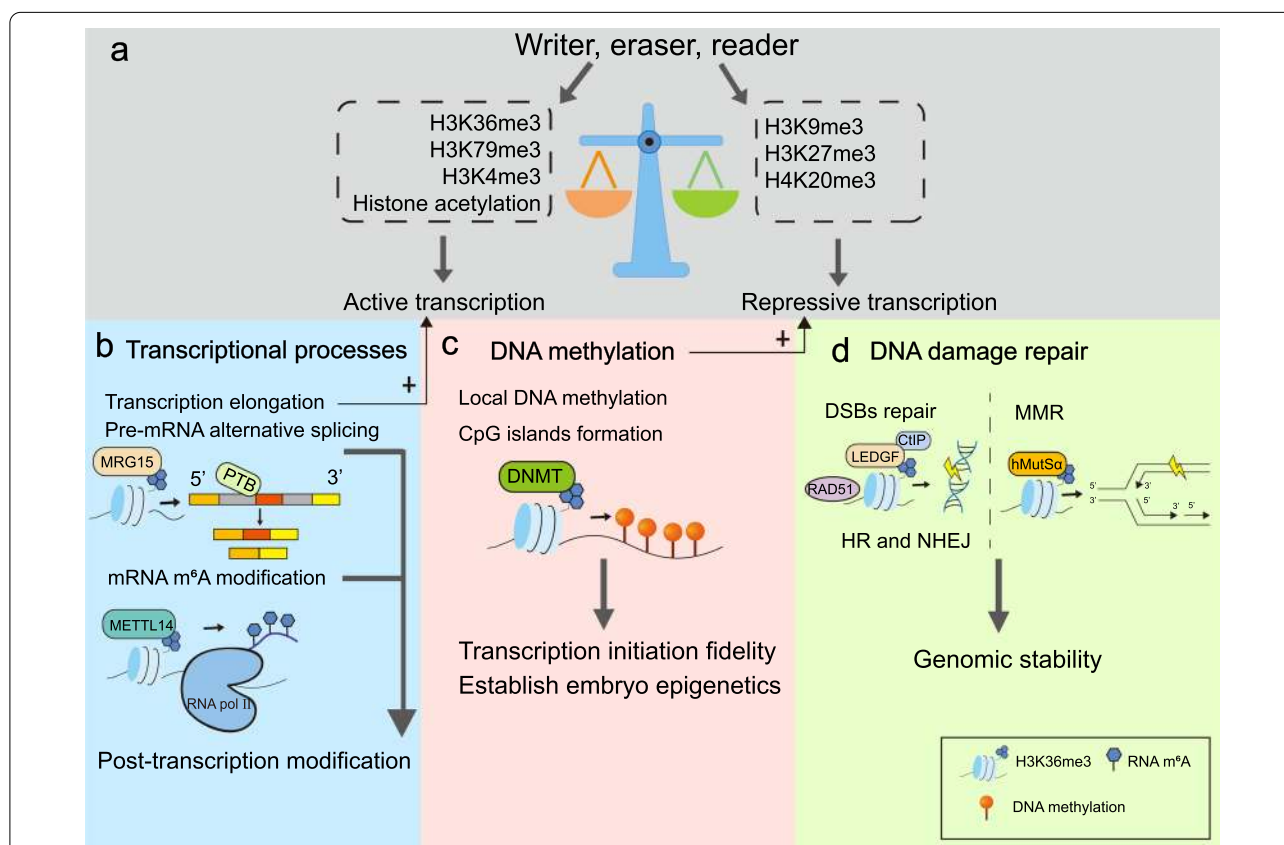 a
Writer, eraser, reader
H3K36me3
H3K79me3
H3K4me3
Histone acetylation
H3K9me3
H3K27me3
H4K20me3
Active transcription
Repressive transcription
b Transcriptional processes
+
Transcription elongation
Pre-mRNA alternative splicing
MRG15
5’
PTB
3’
mRNA m⁶A modification
METTL14
RNA pol II
Post-transcription modification
c DNA methylation
+
Local DNA methylation
CpG islands formation
DNMT
Transcription initiation fidelity
Establish embryo epigenetics
d DNA damage repair
DSBs repair
CtIP
LEDGF
RAD51
HR and NHEJ
MMR
hMutSα
5'
3'
3'
5'
3'
5'
Genomic stability
H3K36me3
RNA m⁶A
DNA methylation